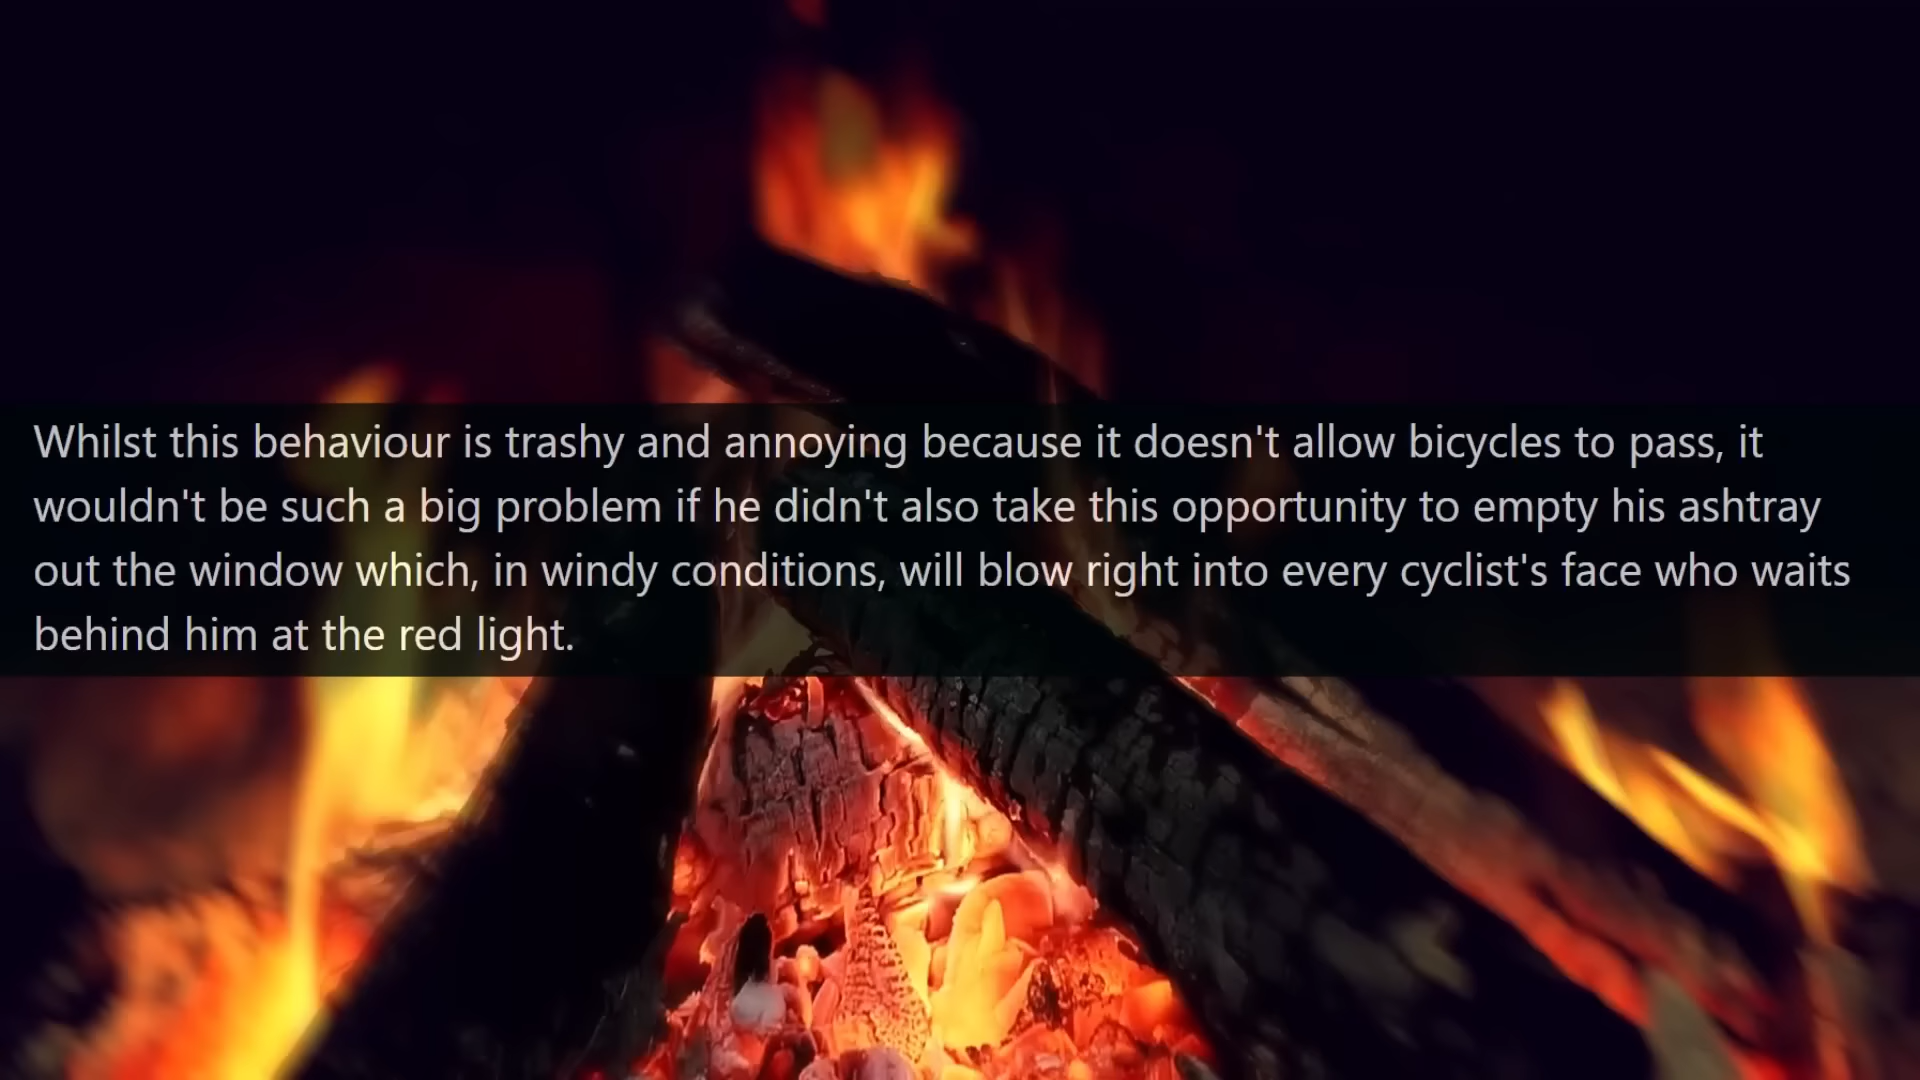 Whilst this behaviour is trashy and annoying because it doesn't allow bicycles to pass, it
wouldn't be such a big problem if he didn't also take this opportunity to empty his ashtray
out the window which, in windy conditions, will blow right into every cyclist's face who waits
behind him at the red light.